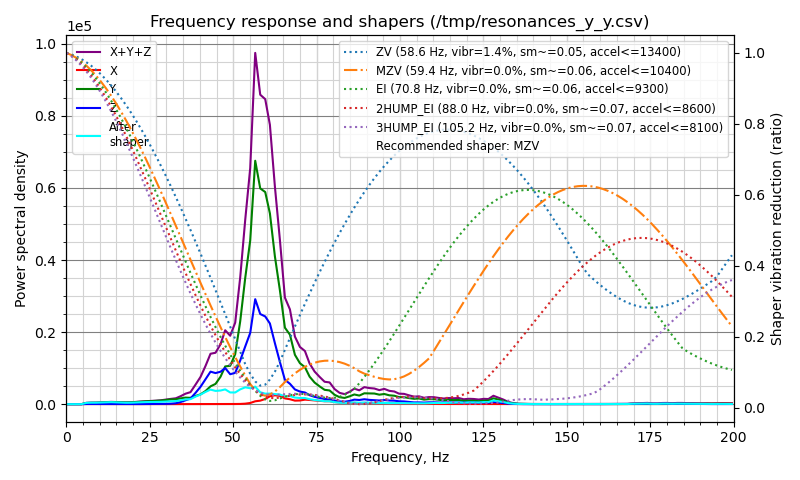 Frequency response and shapers (/tmp/resonances_y_y.csv)
1e5
X+Y+Z
X
Y
Z
After
shaper
ZV (58.6 Hz, vibr=1.4%, sm~=0.05, accel<=13400)
MZV (59.4 Hz, vibr=0.0%, sm~=0.06, accel<=10400)
EI (70.8 Hz, vibr=0.0%, sm~=0.06, accel<=9300)
2HUMP_EI (88.0 Hz, vibr=0.0%, sm~=0.07, accel<=8600)
3HUMP_EI (105.2 Hz, vibr=0.0%, sm~=0.07, accel<=8100)
Recommended shaper: MZV
Power spectral density
1.0
0.8
0.6
0.4
0.2
0.0
1.0
0.8
0.6
0.4
0.2
0.0
Shaper vibration reduction (ratio)
0 25 50 75 100 125 150 175 200
Frequency, Hz